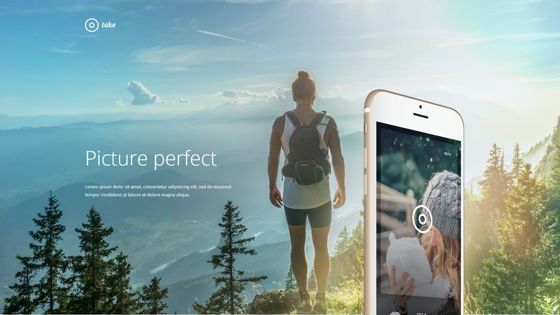 take
Picture perfect
Lorem ipsum dolor sit amet, consectetur adipiscing elit, sed do eiusmod
tempor incididunt ut labore et dolore magna aliqua.